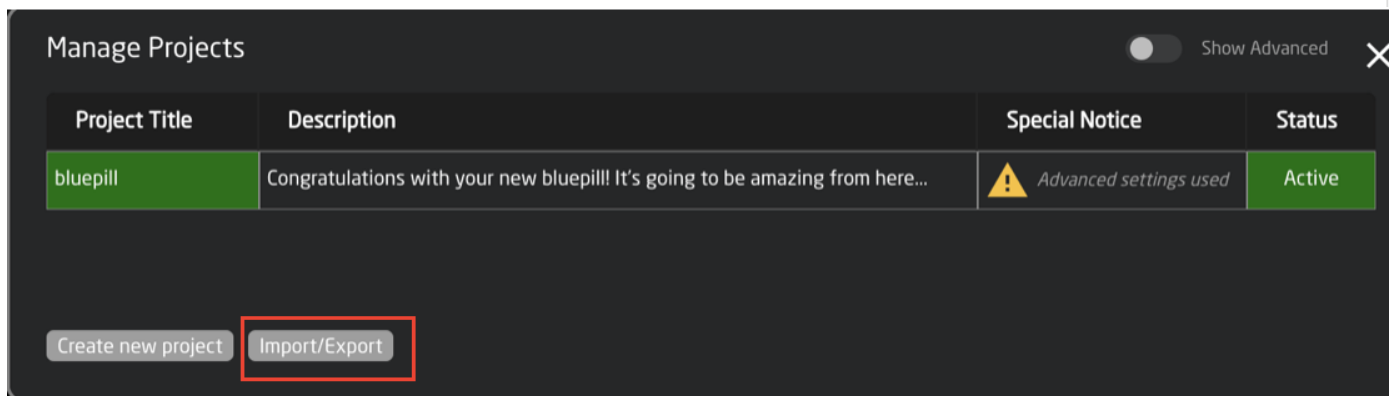 Manage Projects
Show Advanced
Project Title Description Special Notice Status
bluepill Congratulations with your new bluepill! It's going to be amazing from here... Advanced settings used Active
Create new project Import/Export